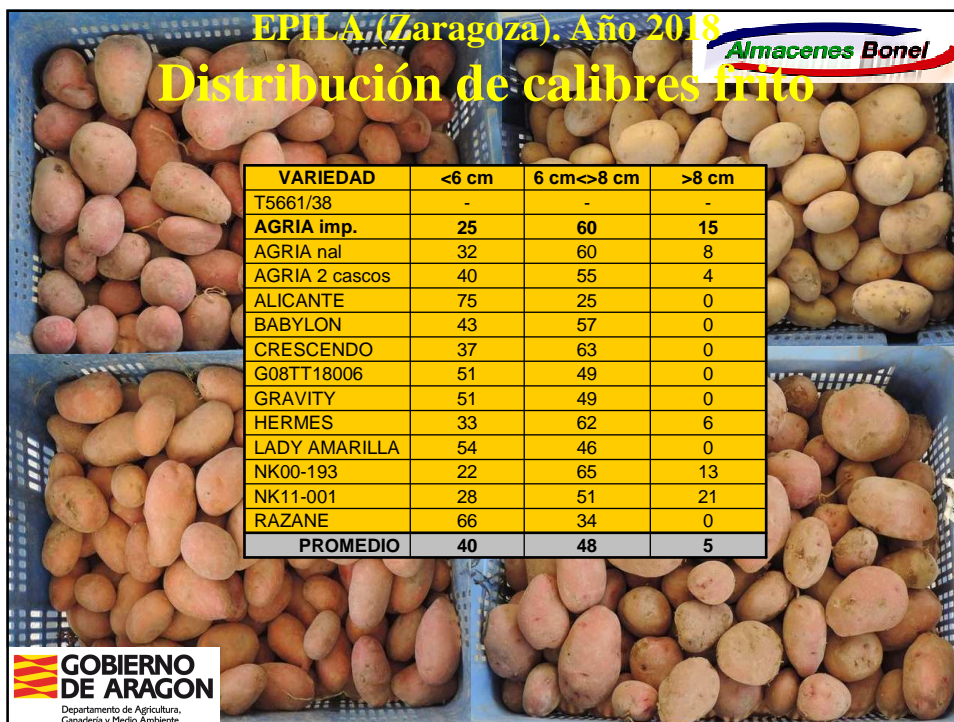 EPILA (Zaragoza). Año 2018
Almacenes Bonel
Distribución de calibres frito
VARIEDAD <6 cm 6 cm<>8 cm >8 cm
T5661/38 - - -
AGRIA imp. 25 60 15
AGRIA nal 32 60 8
AGRIA 2 cascos 40 55 4
ALICANTE 75 25 0
BABYLON 43 57 0
CRESCENDO 37 63 0
G08TT18006 51 49 0
GRAVITY 51 49 0
HERMES 33 62 6
LADY AMARILLA 54 46 0
NK00-193 22 65 13
NK11-001 28 51 21
RAZANE 66 34 0
PROMEDIO 40 48 5
GOBIERNO
DE ARAGON
Departamento de Agricultura,
Ganadería y Medio Ambiente